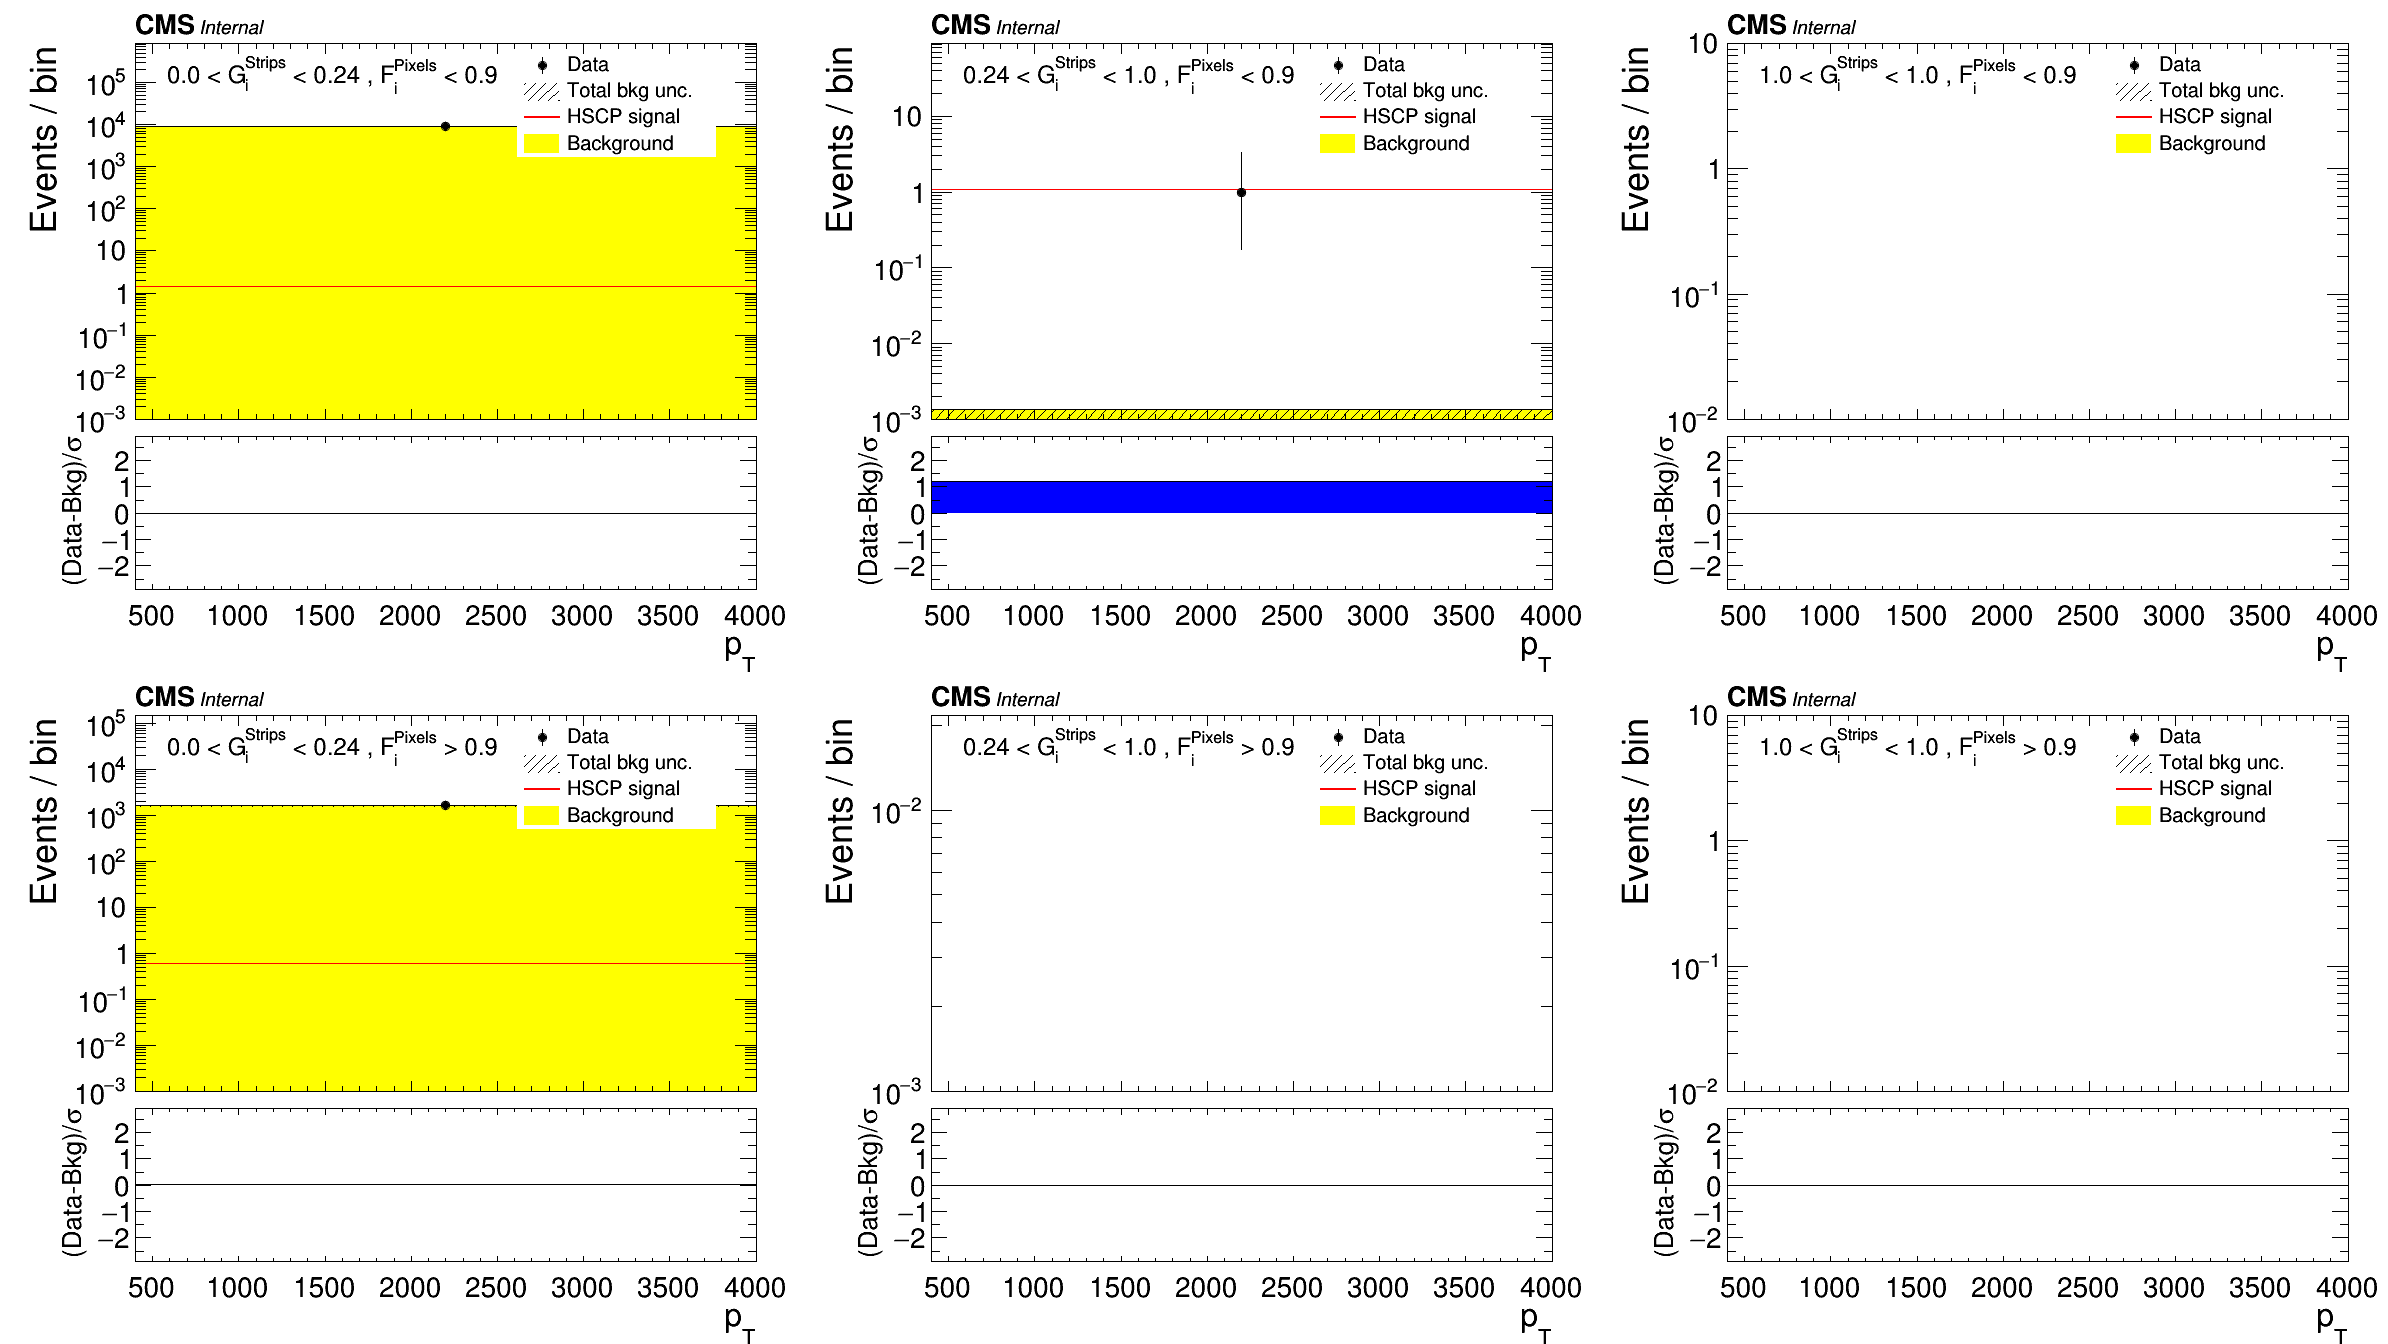 CMS Internal
Events / bin
0.0 < G_i^Strips < 0.24 , F_i^Pixels < 0.9
Data
Total bkg unc.
HSCP signal
Background
10^5
10^4
10^3
10^2
10
1
10^−1
10^−2
10^−3
(Data-Bkg)/σ
2
1
0
−1
−2
500 1000 1500 2000 2500 3000 3500 4000
p_T
CMS Internal
Events / bin
0.24 < G_i^Strips < 1.0 , F_i^Pixels < 0.9
Data
Total bkg unc.
HSCP signal
Background
10
1
10^−1
10^−2
10^−3
(Data-Bkg)/σ
2
1
0
−1
−2
500 1000 1500 2000 2500 3000 3500 4000
p_T
CMS Internal
Events / bin
1.0 < G_i^Strips < 1.0 , F_i^Pixels < 0.9
Data
Total bkg unc.
HSCP signal
Background
10
1
10^−1
10^−2
(Data-Bkg)/σ
2
1
0
−1
−2
500 1000 1500 2000 2500 3000 3500 4000
p_T
CMS Internal
Events / bin
0.0 < G_i^Strips < 0.24 , F_i^Pixels > 0.9
Data
Total bkg unc.
HSCP signal
Background
10^5
10^4
10^3
10^2
10
1
10^−1
10^−2
10^−3
(Data-Bkg)/σ
2
1
0
−1
−2
500 1000 1500 2000 2500 3000 3500 4000
p_T
CMS Internal
Events / bin
0.24 < G_i^Strips < 1.0 , F_i^Pixels > 0.9
Data
Total bkg unc.
HSCP signal
Background
10^−2
10^−3
(Data-Bkg)/σ
2
1
0
−1
−2
500 1000 1500 2000 2500 3000 3500 4000
p_T
CMS Internal
Events / bin
1.0 < G_i^Strips < 1.0 , F_i^Pixels > 0.9
Data
Total bkg unc.
HSCP signal
Background
10
1
10^−1
10^−2
(Data-Bkg)/σ
2
1
0
−1
−2
500 1000 1500 2000 2500 3000 3500 4000
p_T